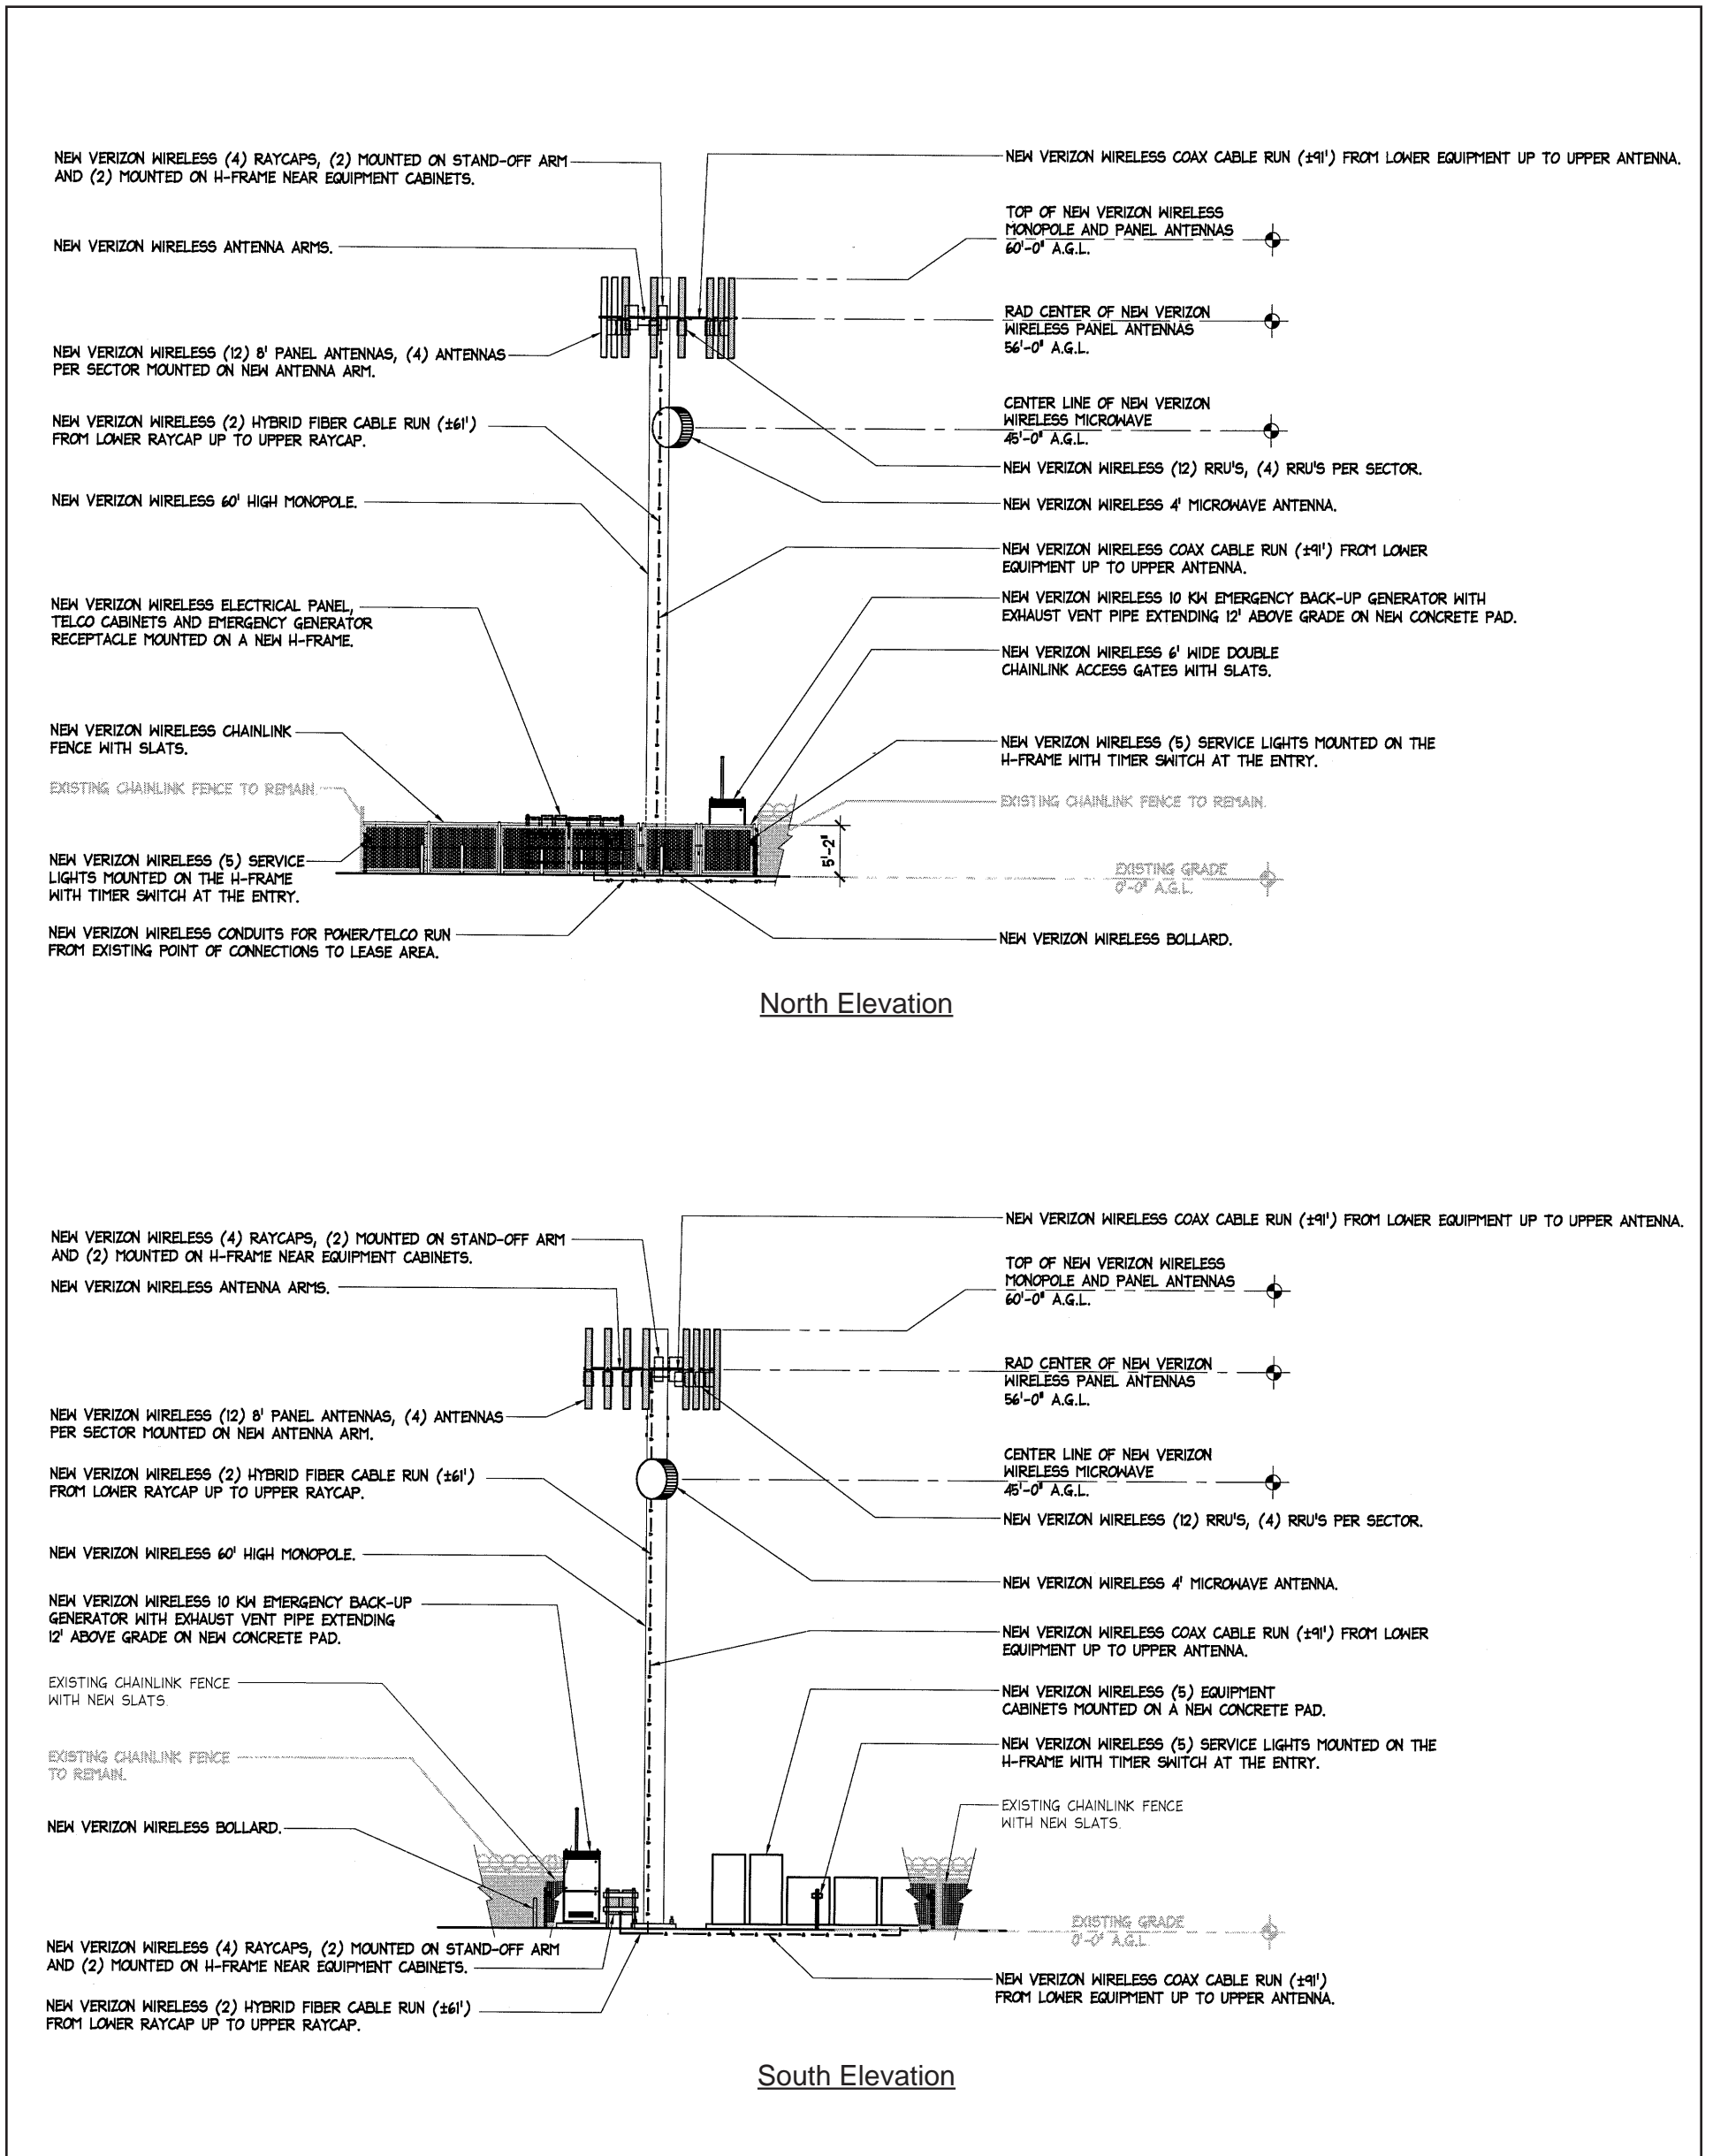 NEW VERIZON WIRELESS (4) RAYCAPS, (2) MOUNTED ON STAND-OFF ARM
AND (2) MOUNTED ON H-FRAME NEAR EQUIPMENT CABINETS.
NEW VERIZON WIRELESS ANTENNA ARMS.
NEW VERIZON WIRELESS (12) 8' PANEL ANTENNAS, (4) ANTENNAS
PER SECTOR MOUNTED ON NEW ANTENNA ARM.
NEW VERIZON WIRELESS (2) HYBRID FIBER CABLE RUN (±61')
FROM LOWER RAYCAP UP TO UPPER RAYCAP.
NEW VERIZON WIRELESS 60' HIGH MONOPOLE.
NEW VERIZON WIRELESS ELECTRICAL PANEL,
TELCO CABINETS AND EMERGENCY GENERATOR
RECEPTACLE MOUNTED ON A NEW H-FRAME.
NEW VERIZON WIRELESS CHAINLINK
FENCE WITH SLATS.
EXISTING CHAINLINK FENCE TO REMAIN.
NEW VERIZON WIRELESS (5) SERVICE
LIGHTS MOUNTED ON THE H-FRAME
WITH TIMER SWITCH AT THE ENTRY.
NEW VERIZON WIRELESS CONDUITS FOR POWER/TELCO RUN
FROM EXISTING POINT OF CONNECTIONS TO LEASE AREA.
NEW VERIZON WIRELESS COAX CABLE RUN (±91') FROM LOWER EQUIPMENT UP TO UPPER ANTENNA.
TOP OF NEW VERIZON WIRELESS
MONOPOLE AND PANEL ANTENNAS
60'-0" A.G.L.
RAD CENTER OF NEW VERIZON
WIRELESS PANEL ANTENNAS
56'-0" A.G.L.
CENTER LINE OF NEW VERIZON
WIRELESS MICROWAVE
45'-0" A.G.L.
NEW VERIZON WIRELESS (12) RRU'S, (4) RRU'S PER SECTOR.
NEW VERIZON WIRELESS 4' MICROWAVE ANTENNA.
NEW VERIZON WIRELESS COAX CABLE RUN (±91') FROM LOWER
EQUIPMENT UP TO UPPER ANTENNA.
NEW VERIZON WIRELESS 10 KW EMERGENCY BACK-UP GENERATOR WITH
EXHAUST VENT PIPE EXTENDING 12' ABOVE GRADE ON NEW CONCRETE PAD.
NEW VERIZON WIRELESS 6' WIDE DOUBLE
CHAINLINK ACCESS GATES WITH SLATS.
NEW VERIZON WIRELESS (5) SERVICE LIGHTS MOUNTED ON THE
H-FRAME WITH TIMER SWITCH AT THE ENTRY.
EXISTING CHAINLINK FENCE TO REMAIN.
5'-2"
EXISTING GRADE
0'-0" A.G.L.
NEW VERIZON WIRELESS BOLLARD.
North Elevation
NEW VERIZON WIRELESS (4) RAYCAPS, (2) MOUNTED ON STAND-OFF ARM
AND (2) MOUNTED ON H-FRAME NEAR EQUIPMENT CABINETS.
NEW VERIZON WIRELESS ANTENNA ARMS.
NEW VERIZON WIRELESS (12) 8' PANEL ANTENNAS, (4) ANTENNAS
PER SECTOR MOUNTED ON NEW ANTENNA ARM.
NEW VERIZON WIRELESS (2) HYBRID FIBER CABLE RUN (±61')
FROM LOWER RAYCAP UP TO UPPER RAYCAP.
NEW VERIZON WIRELESS 60' HIGH MONOPOLE.
NEW VERIZON WIRELESS 10 KW EMERGENCY BACK-UP
GENERATOR WITH EXHAUST VENT PIPE EXTENDING
12' ABOVE GRADE ON NEW CONCRETE PAD.
EXISTING CHAINLINK FENCE
WITH NEW SLATS.
EXISTING CHAINLINK FENCE
TO REMAIN.
NEW VERIZON WIRELESS BOLLARD.
NEW VERIZON WIRELESS (4) RAYCAPS, (2) MOUNTED ON STAND-OFF ARM
AND (2) MOUNTED ON H-FRAME NEAR EQUIPMENT CABINETS.
NEW VERIZON WIRELESS (2) HYBRID FIBER CABLE RUN (±61')
FROM LOWER RAYCAP UP TO UPPER RAYCAP.
NEW VERIZON WIRELESS COAX CABLE RUN (±91') FROM LOWER EQUIPMENT UP TO UPPER ANTENNA.
TOP OF NEW VERIZON WIRELESS
MONOPOLE AND PANEL ANTENNAS
60'-0" A.G.L.
RAD CENTER OF NEW VERIZON
WIRELESS PANEL ANTENNAS
56'-0" A.G.L.
CENTER LINE OF NEW VERIZON
WIRELESS MICROWAVE
45'-0" A.G.L.
NEW VERIZON WIRELESS (12) RRU'S, (4) RRU'S PER SECTOR.
NEW VERIZON WIRELESS 4' MICROWAVE ANTENNA.
NEW VERIZON WIRELESS COAX CABLE RUN (±91') FROM LOWER
EQUIPMENT UP TO UPPER ANTENNA.
NEW VERIZON WIRELESS (5) EQUIPMENT
CABINETS MOUNTED ON A NEW CONCRETE PAD.
NEW VERIZON WIRELESS (5) SERVICE LIGHTS MOUNTED ON THE
H-FRAME WITH TIMER SWITCH AT THE ENTRY.
EXISTING CHAINLINK FENCE
WITH NEW SLATS.
EXISTING GRADE
0'-0" A.G.L.
NEW VERIZON WIRELESS COAX CABLE RUN (±91')
FROM LOWER EQUIPMENT UP TO UPPER ANTENNA.
South Elevation